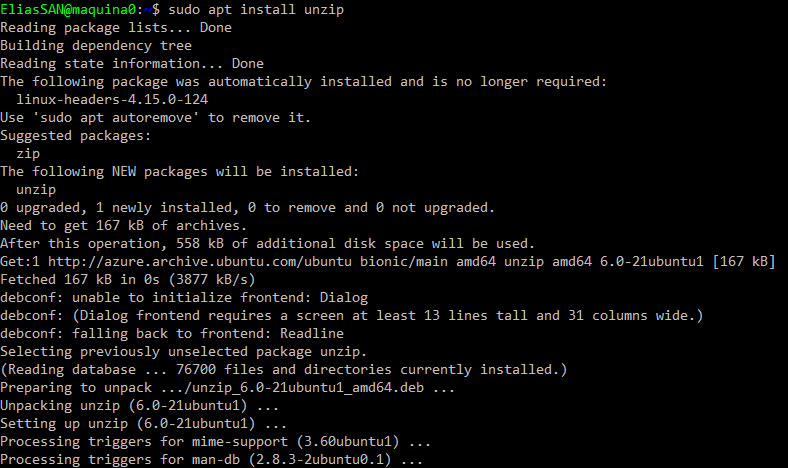 EliasSAN@maquina0:~$ sudo apt install unzip
Reading package lists... Done
Building dependency tree
Reading state information... Done
The following package was automatically installed and is no longer required:
  linux-headers-4.15.0-124
Use 'sudo apt autoremove' to remove it.
Suggested packages:
  zip
The following NEW packages will be installed:
  unzip
0 upgraded, 1 newly installed, 0 to remove and 0 not upgraded.
Need to get 167 kB of archives.
After this operation, 558 kB of additional disk space will be used.
Get:1 http://azure.archive.ubuntu.com/ubuntu bionic/main amd64 unzip amd64 6.0-21ubuntu1 [167 kB]
Fetched 167 kB in 0s (3877 kB/s)
debconf: unable to initialize frontend: Dialog
debconf: (Dialog frontend requires a screen at least 13 lines tall and 31 columns wide.)
debconf: falling back to frontend: Readline
Selecting previously unselected package unzip.
(Reading database ... 76700 files and directories currently installed.)
Preparing to unpack .../unzip_6.0-21ubuntu1_amd64.deb ...
Unpacking unzip (6.0-21ubuntu1) ...
Setting up unzip (6.0-21ubuntu1) ...
Processing triggers for mime-support (3.60ubuntu1) ...
Processing triggers for man-db (2.8.3-2ubuntu0.1) ...